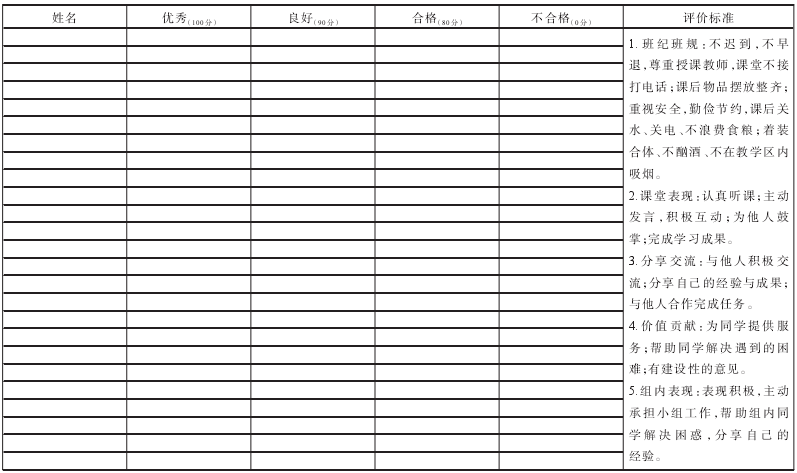 姓名 优秀(100分) 良好(90分) 合格(80分) 不合格(0分) 评价标准
1. 班纪班规:不迟到,不早
退,尊重授课教师,课堂不接
打电话;课后物品摆放整齐;
重视安全,勤俭节约,课后关
水、关电、不浪费食粮;着装
合体、不酗酒、不在教学区内
吸烟。
2. 课堂表现:认真听课;主动
发言,积极互动;为他人鼓
掌;完成学习成果。
3. 分享交流:与他人积极交
流;分享自己的经验与成果;
与他人合作完成任务。
4. 价值贡献:为同学提供服
务;帮助同学解决遇到的困
难;有建设性的意见。
5. 组内表现:表现积极,主动
承担小组工作,帮助组内同
学解决困惑,分享自己的
经验。